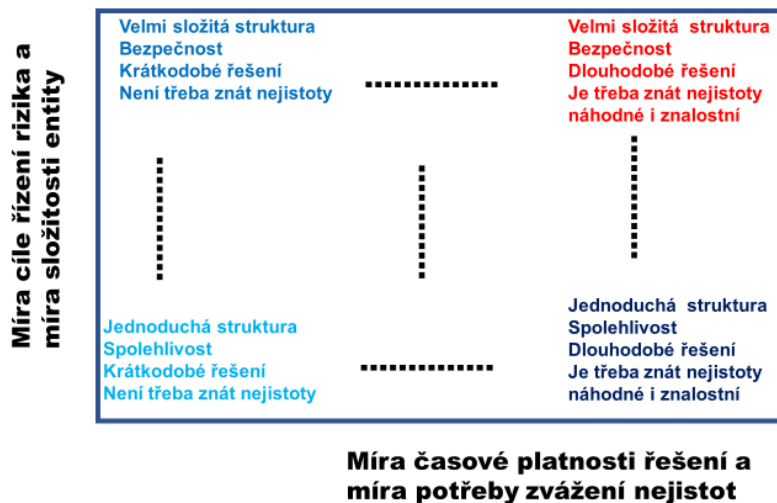 Míra cíle řízení rizika a
míra složitosti entity
Velmi složitá struktura
Bezpečnost
Krátkodobé řešení
Není třeba znát nejistoty
Velmi složitá struktura
Bezpečnost
Dlouhodobé řešení
Je třeba znát nejistoty
náhodné i znalostní
Jednoduchá struktura
Spolehlivost
Krátkodobé řešení
Není třeba znát nejistoty
Jednoduchá struktura
Spolehlivost
Dlouhodobé řešení
Je třeba znát nejistoty
náhodné i znalostní
Míra časové platnosti řešení a
míra potřeby zvážení nejistot